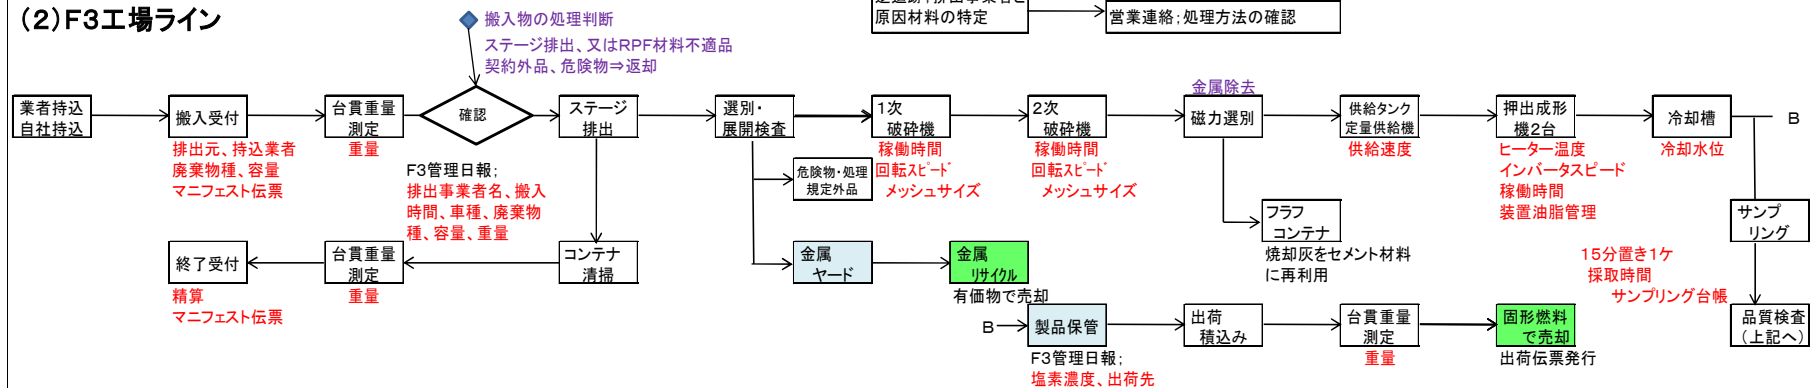 (2)F3工場ライン
搬入物の処理判断
ステージ排出、又はRPF材料不適品
契約外品、危険物⇒返却
原因材料の特定
営業連絡;処理方法の確認
業者持込
自社持込
搬入受付
排出元、持込業者
廃棄物種、容量
マニフェスト伝票
台貫重量
測定
重量
確認
F3管理日報;
排出事業者名、搬入
時間、車種、廃棄物
種、容量、重量
ステージ
排出
選別・
展開検査
危険物・処理
規定外品
1次
破砕機
稼働時間
回転スピード
メッシュサイズ
2次
破砕機
稼働時間
回転スピード
メッシュサイズ
金属除去
磁力選別
供給タンク
定量供給機
供給速度
押出成形
機2台
ヒーター温度
インバータスピード
稼働時間
装置油脂管理
冷却槽
冷却水位
B
フラフ
コンテナ
焼却灰をセメント材料
に再利用
サンプ
リング
15分置き1ケ
採取時間
サンプリング台帳
品質検査
(上記へ)
終了受付
精算
マニフェスト伝票
台貫重量
測定
重量
コンテナ
清掃
金属
ヤード
金属
リサイクル
有価物で売却
B
製品保管
F3管理日報;
塩素濃度、出荷先
出荷
積込み
台貫重量
測定
重量
固形燃料
で売却
出荷伝票発行